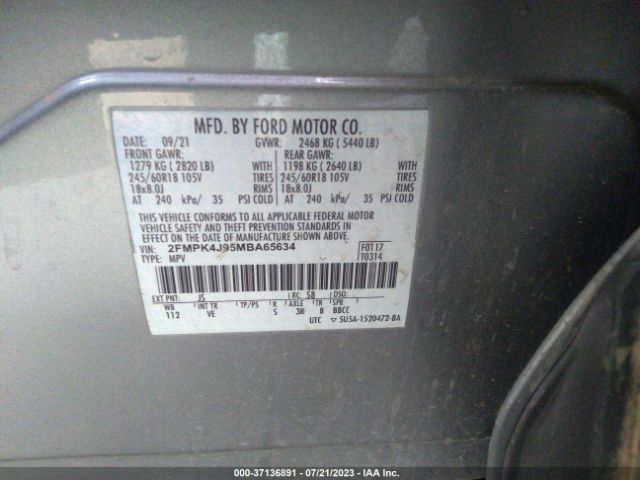 MFD. BY FORD MOTOR CO.
DATE: 09/21 GVWR: 2468 KG ( 5440 LB)
FRONT GAWR: REAR GAWR:
1279 KG ( 2820 LB) WITH 1198 KG ( 2640 LB) WITH
245/60R18 105V TIRES 245/60R18 105V TIRES
18x8.0J RIMS 18x8.0J RIMS
AT 240 kPa/ 35 PSI COLD AT 240 kPa/ 35 PSI COLD
THIS VEHICLE CONFORMS TO ALL APPLICABLE FEDERAL MOTOR
VEHICLE SAFETY AND THEFT PREVENTION STANDARDS IN
EFFECT ON THE DATE OF MANUFACTURE SHOWN ABOVE.
VIN: 2FMPK4J95MBA65634 F0117
TYPE: MPV T0314
EXT PNT: JS RC: 58 DSO:
WB INT TR TP/PS R AXLE TR SPR
112 VE S 3K 8 BBCC
UTC ▽ 5U5A-1520472-BA
00-37136891 / 07/21/2023 / IAA Inc.